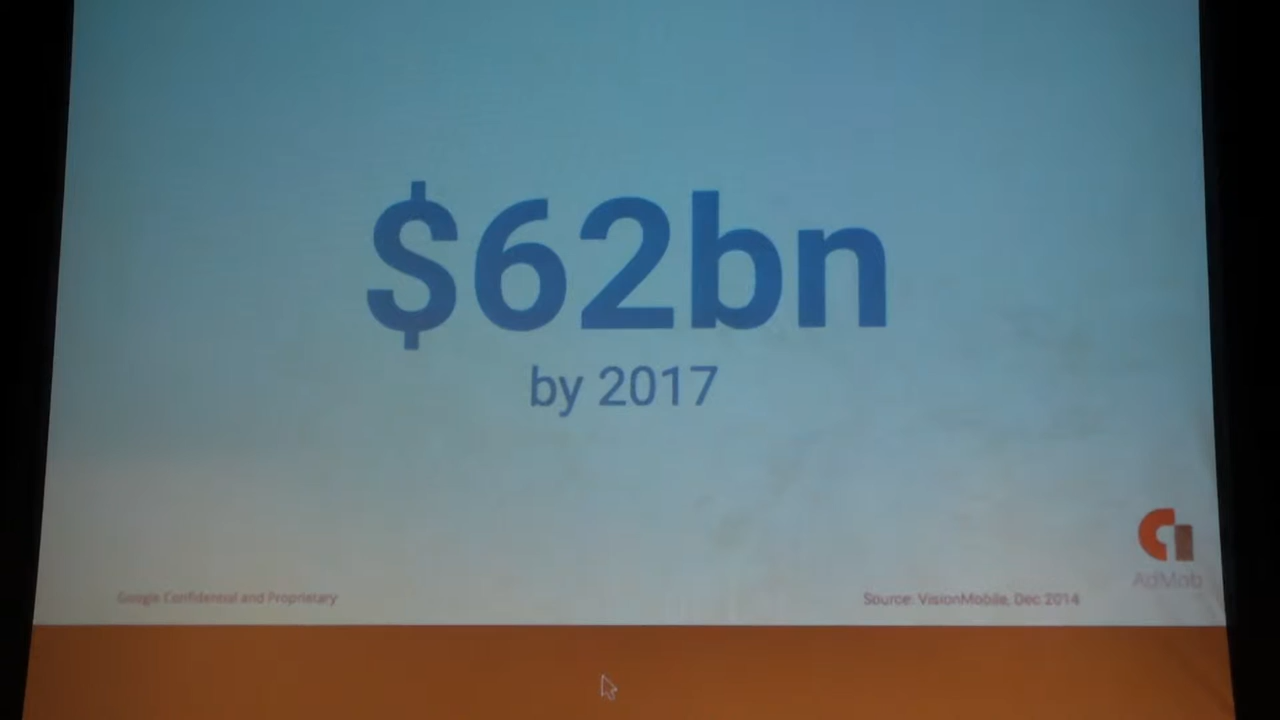 $62bn
by 2017
Google Confidential and Proprietary
Source: VisionMobile, Dec 2014
AdMob